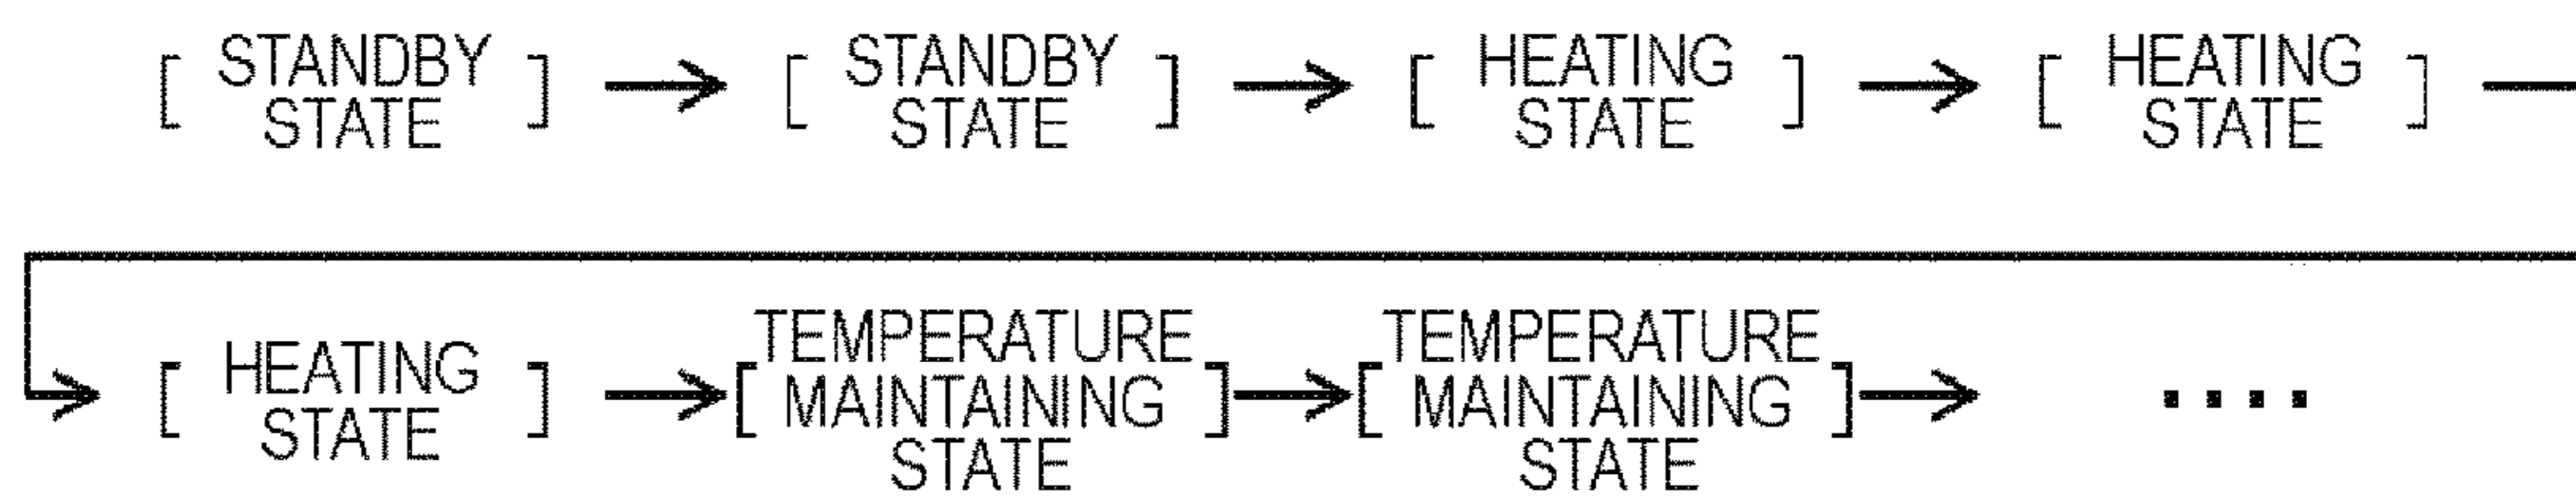 [ STANDBY STATE ] → [ STANDBY STATE ] → [ HEATING STATE ] → [ HEATING STATE ]
→ [ HEATING STATE ] → [ TEMPERATURE MAINTAINING STATE ] → [ TEMPERATURE MAINTAINING STATE ] → ....